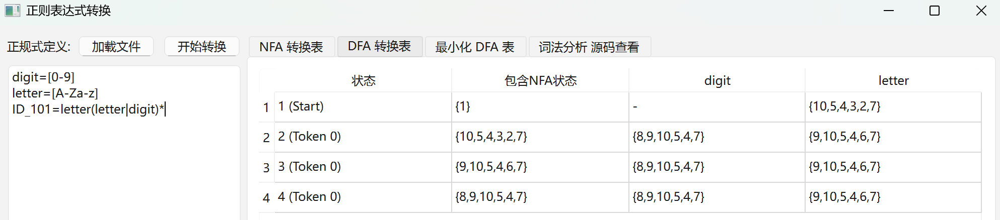 正则表达式转换
正规式定义: 加载文件 开始转换 NFA 转换表 DFA 转换表 最小化 DFA 表 词法分析 源码查看
digit=[0-9]
letter=[A-Za-z]
ID_101=letter(letter|digit)*
状态 包含NFA状态 digit letter
1 1 (Start) {1} - {10,5,4,3,2,7}
2 2 (Token 0) {10,5,4,3,2,7} {8,9,10,5,4,7} {9,10,5,4,6,7}
3 3 (Token 0) {9,10,5,4,6,7} {8,9,10,5,4,7} {9,10,5,4,6,7}
4 4 (Token 0) {8,9,10,5,4,7} {8,9,10,5,4,7} {9,10,5,4,6,7}